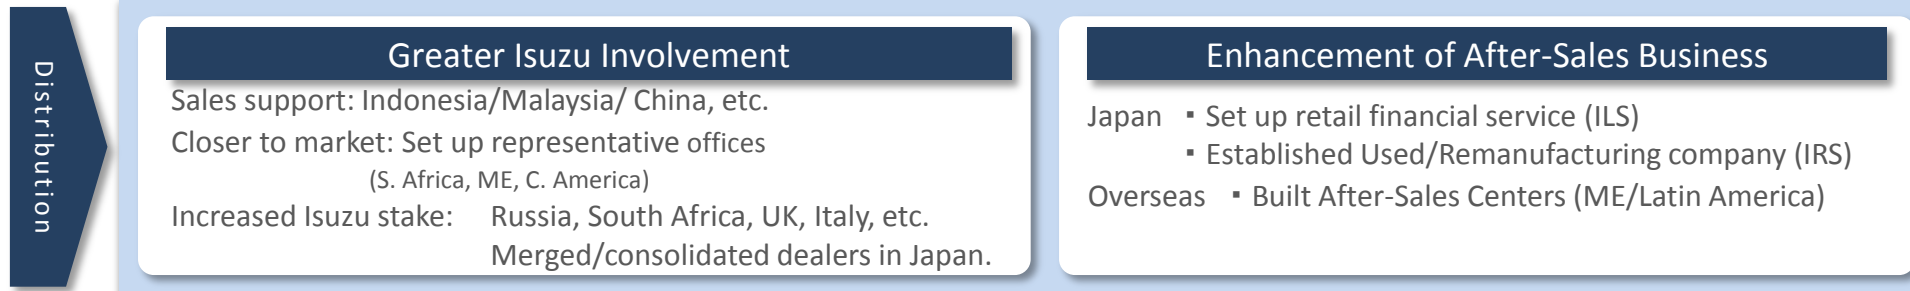 Distribution
Greater Isuzu Involvement
Sales support: Indonesia/Malaysia/ China, etc.
Closer to market: Set up representative offices
(S. Africa, ME, C. America)
Increased Isuzu stake: Russia, South Africa, UK, Italy, etc.
Merged/consolidated dealers in Japan.
Enhancement of After-Sales Business
Japan ・Set up retail financial service (ILS)
・Established Used/Remanufacturing company (IRS)
Overseas ・Built After-Sales Centers (ME/Latin America)